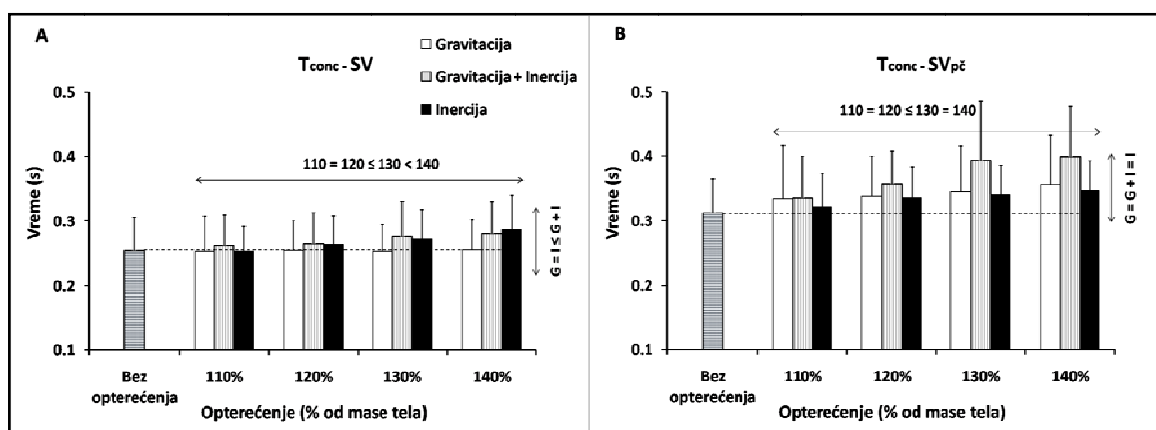 A
Tconc - SV
Gravitacija
Gravitacija + Inercija
Inercija
Vreme (s)
0.5
0.4
0.3
0.2
0.1
110 = 120 ≤ 130 < 140
G = I ≤ G + I
Bez opterećenja
110%
120%
130%
140%
Opterećenje (% od mase tela)
B
Tconc - SVpč
Vreme (s)
0.5
0.4
0.3
0.2
0.1
110 = 120 ≤ 130 = 140
G = G + I = I
Bez opterećenja
110%
120%
130%
140%
Opterećenje (% od mase tela)